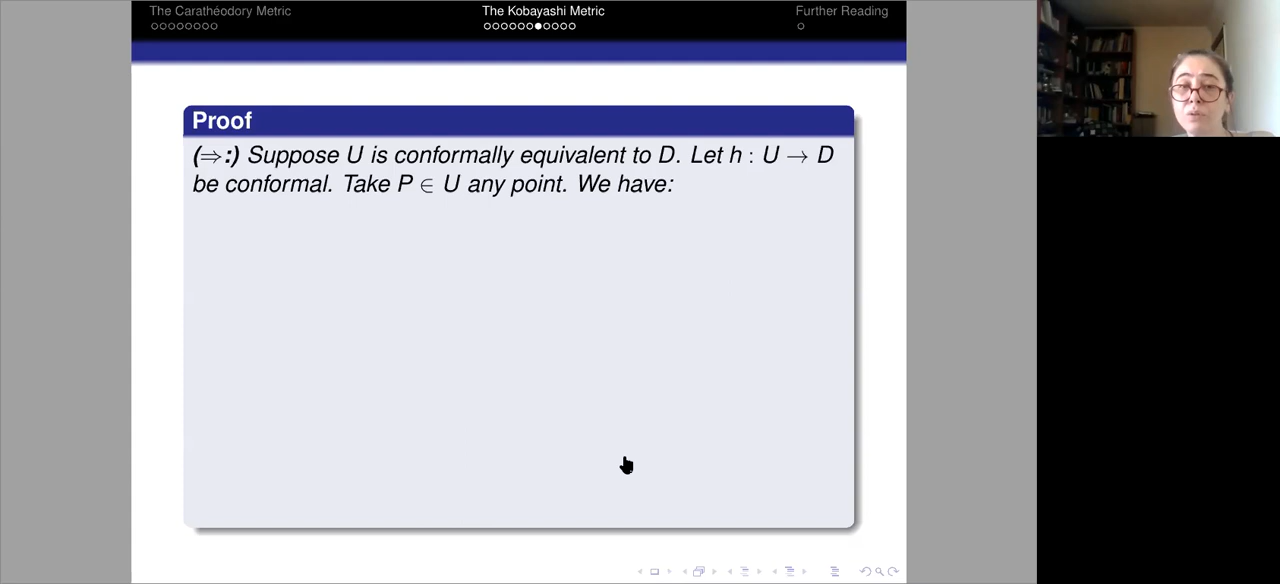 The Carathéodory Metric
The Kobayashi Metric
Further Reading
Proof
(⇒:) Suppose U is conformally equivalent to D. Let h : U → D
be conformal. Take P ∈ U any point. We have: